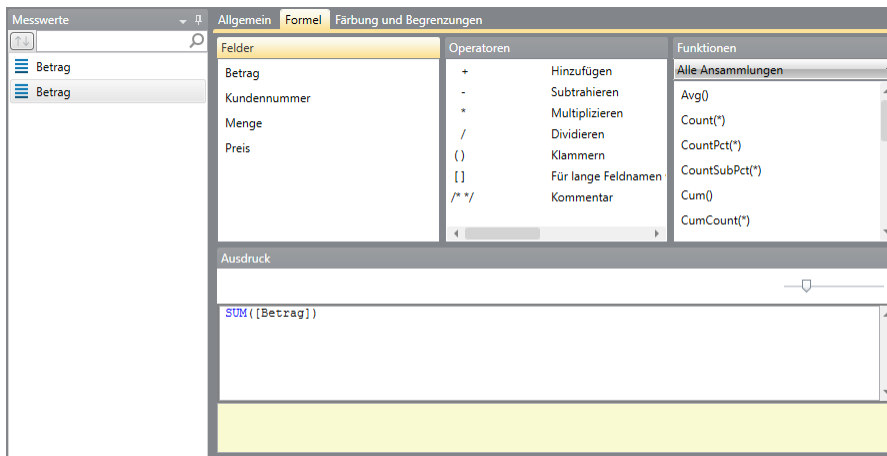 Messwerte
Betrag
Betrag
Allgemein Formel Färbung und Begrenzungen
Felder
Betrag
Kundennummer
Menge
Preis
Operatoren
+ Hinzufügen
- Subtrahieren
* Multiplizieren
/ Dividieren
( ) Klammern
[ ] Für lange Feldnamen
/* */ Kommentar
Funktionen
Alle Ansammlungen
Avg()
Count(*)
CountPct(*)
CountSubPct(*)
Cum()
CumCount(*)
Ausdruck
SUM([Betrag])